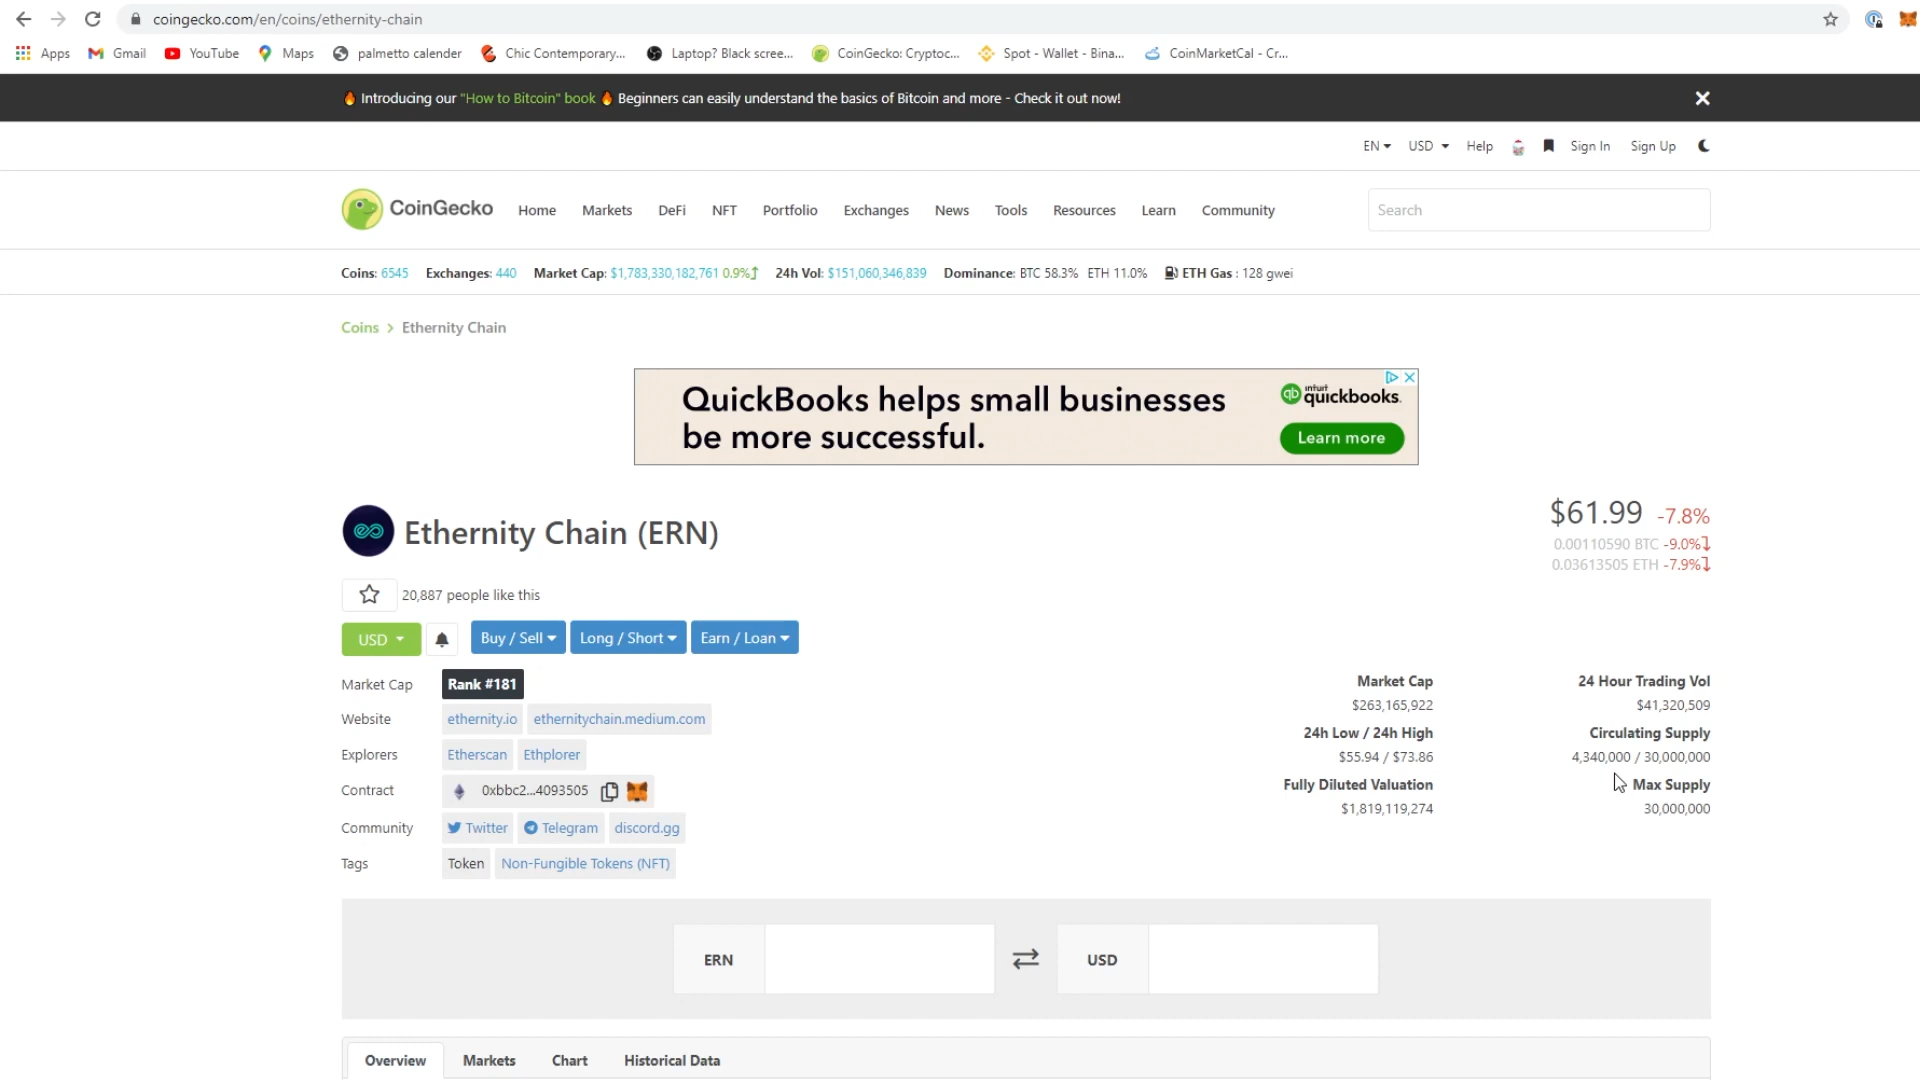 coingecko.com/en/coins/ethernity-chain
Apps Gmail YouTube Maps palmetto calender Chic Contemporary... Laptop? Black scree... CoinGecko: Cryptoc... Spot - Wallet - Bina... CoinMarketCal - Cr...
Introducing our "How to Bitcoin" book Beginners can easily understand the basics of Bitcoin and more - Check it out now!
EN USD Help Sign In Sign Up
CoinGecko Home Markets DeFi NFT Portfolio Exchanges News Tools Resources Learn Community Search
Coins: 6545 Exchanges: 440 Market Cap: $1,783,330,182,761 0.9% 24h Vol: $151,060,346,839 Dominance: BTC 58.3% ETH 11.0% ETH Gas : 128 gwei
Coins > Ethernity Chain
QuickBooks helps small businesses
be more successful.
intuit
qb quickbooks.
Learn more
Ethernity Chain (ERN)
$61.99 -7.8%
0.00110590 BTC -9.0%
0.03613505 ETH -7.9%
20,887 people like this
USD Buy / Sell Long / Short Earn / Loan
Market Cap Rank #181
Website ethernity.io ethernitychain.medium.com
Explorers Etherscan Ethplorer
Contract 0xbbc2...4093505
Community Twitter Telegram discord.gg
Tags Token Non-Fungible Tokens (NFT)
Market Cap 24 Hour Trading Vol
$263,165,922 $41,320,509
24h Low / 24h High Circulating Supply
$55.94 / $73.86 4,340,000 / 30,000,000
Fully Diluted Valuation Max Supply
$1,819,119,274 30,000,000
ERN USD
Overview Markets Chart Historical Data